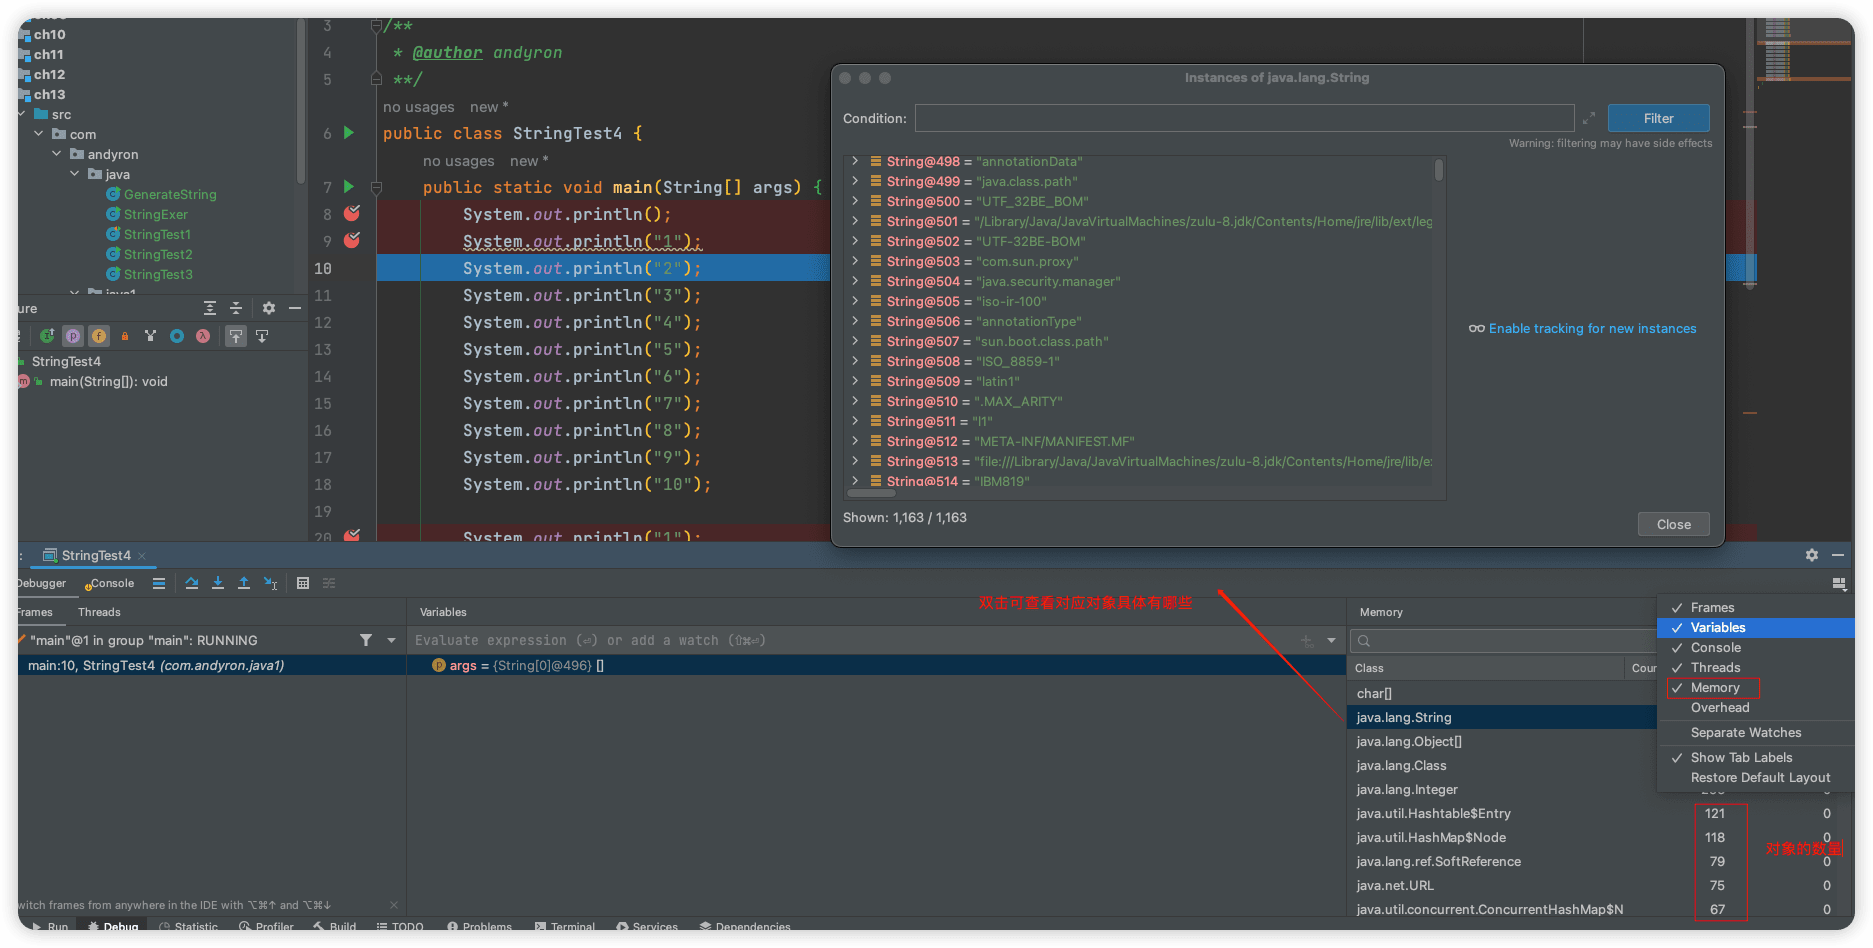 ch10
ch11
ch12
ch13
src
com
andyron
java
GenerateString
StringExer
StringTest1
StringTest2
StringTest3
java1
ure
StringTest4
main(String[]): void
3 /**
4 * @author andyron
5 **/
no usages new *
6 public class StringTest4 {
no usages new *
7 public static void main(String[] args) {
8 System.out.println();
9 System.out.println("1");
10 System.out.println("2");
11 System.out.println("3");
12 System.out.println("4");
13 System.out.println("5");
14 System.out.println("6");
15 System.out.println("7");
16 System.out.println("8");
17 System.out.println("9");
18 System.out.println("10");
19
20 System.out.println("1");
Instances of java.lang.String
Condition:
Filter
Warning: filtering may have side effects
String@498 = "annotationData"
String@499 = "java.class.path"
String@500 = "UTF_32BE_BOM"
String@501 = "/Library/Java/JavaVirtualMachines/zulu-8.jdk/Contents/Home/jre/lib/ext/leg
String@502 = "UTF-32BE-BOM"
String@503 = "com.sun.proxy"
String@504 = "java.security.manager"
String@505 = "iso-ir-100"
String@506 = "annotationType"
String@507 = "sun.boot.class.path"
String@508 = "ISO_8859-1"
String@509 = "latin1"
String@510 = ".MAX_ARITY"
String@511 = "l1"
String@512 = "META-INF/MANIFEST.MF"
String@513 = "file:///Library/Java/JavaVirtualMachines/zulu-8.jdk/Contents/Home/jre/lib/e
String@514 = "IBM819"
Enable tracking for new instances
Shown: 1,163 / 1,163
Close
: StringTest4
Debugger Console
Frames Threads
"main"@1 in group "main": RUNNING
main:10, StringTest4 (com.andyron.java1)
witch frames from anywhere in the IDE with ⌥⌘↑ and ⌥⌘↓
Variables
Evaluate expression (⏎) or add a watch (⇧⌘⏎)
args = {String[0]@496} []
双击可查看对应对象具体有哪些
Memory
Class Cour
char[]
java.lang.String
java.lang.Object[]
java.lang.Class
java.lang.Integer 0
java.util.Hashtable$Entry 121 0
java.util.HashMap$Node 118 0
java.lang.ref.SoftReference 79 0
java.net.URL 75 0
java.util.concurrent.ConcurrentHashMap$N 67 0
对象的数量
Frames
Variables
Console
Threads
Memory
Overhead
Separate Watches
Show Tab Labels
Restore Default Layout
Run Debug Statistic Profiler Build TODO Problems Terminal Services Dependencies